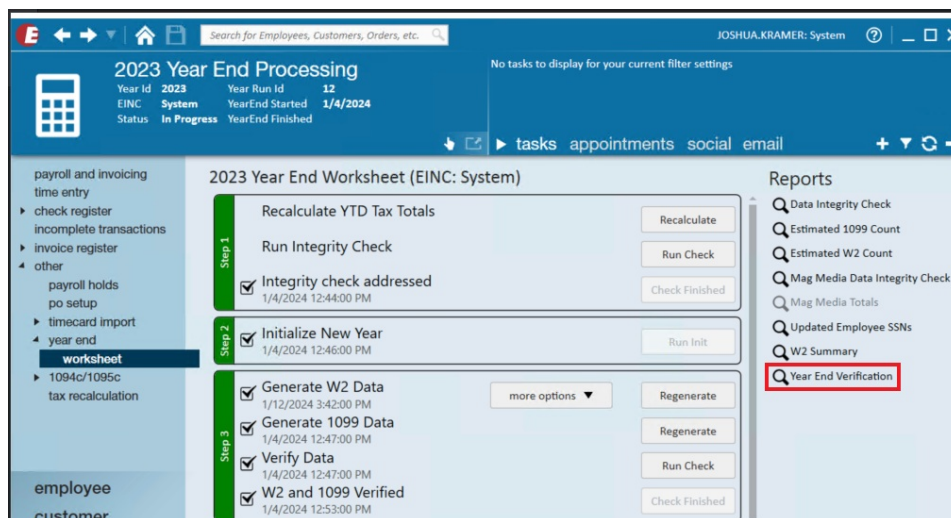 E
Search for Employees, Customers, Orders, etc.
JOSHUA.KRAMER: System
2023 Year End Processing
Year Id 2023 Year Run Id 12
EINC System YearEnd Started 1/4/2024
Status In Progress YearEnd Finished
No tasks to display for your current filter settings
tasks appointments social email
payroll and invoicing
time entry
check register
incomplete transactions
invoice register
other
payroll holds
po setup
timecard import
year end
worksheet
1094c/1095c
tax recalculation
employee
customer
2023 Year End Worksheet (EINC: System)
Step 1
Recalculate YTD Tax Totals
Recalculate
Run Integrity Check
Run Check
Integrity check addressed
1/4/2024 12:44:00 PM
Check Finished
Step 2
Initialize New Year
1/4/2024 12:46:00 PM
Run Init
Step 3
Generate W2 Data
1/12/2024 3:42:00 PM
more options
Regenerate
Generate 1099 Data
1/4/2024 12:47:00 PM
Regenerate
Verify Data
1/4/2024 12:47:00 PM
Run Check
W2 and 1099 Verified
1/4/2024 12:53:00 PM
Check Finished
Reports
Data Integrity Check
Estimated 1099 Count
Estimated W2 Count
Mag Media Data Integrity Check
Mag Media Totals
Updated Employee SSNs
W2 Summary
Year End Verification